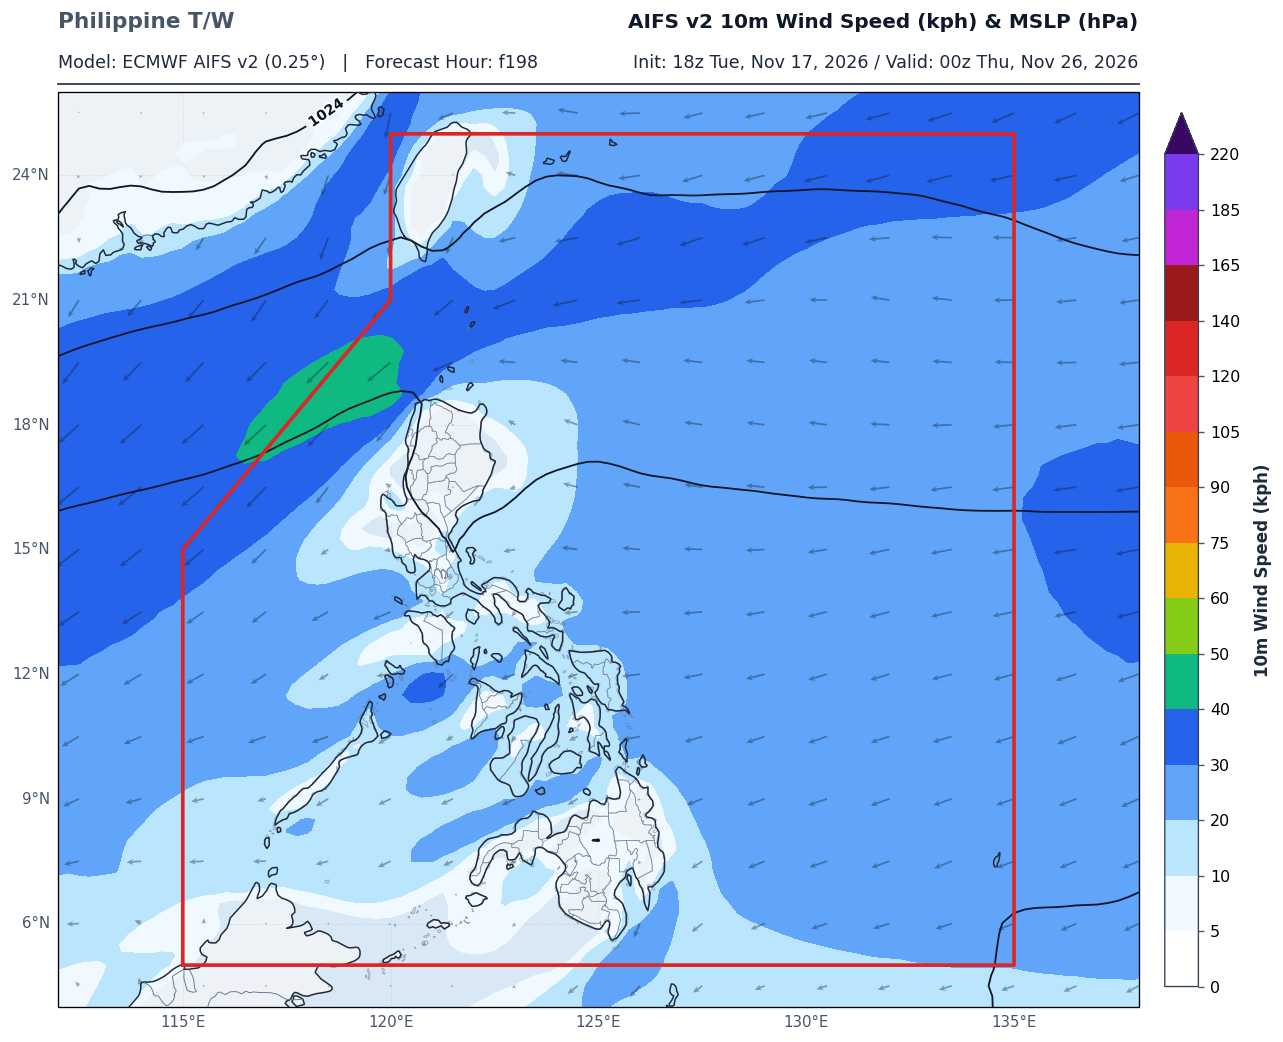 Philippine T/W
AIFS v2 10m Wind Speed (kph) & MSLP (hPa)
Model: ECMWF AIFS v2 (0.25°) | Forecast Hour: f198
Init: 18z Tue, Nov 17, 2026 / Valid: 00z Thu, Nov 26, 2026
1024
24°N
21°N
18°N
15°N
12°N
9°N
6°N
115°E
120°E
125°E
130°E
135°E
220
185
165
140
120
105
90
75
60
50
40
30
20
10
5
0
10m Wind Speed (kph)